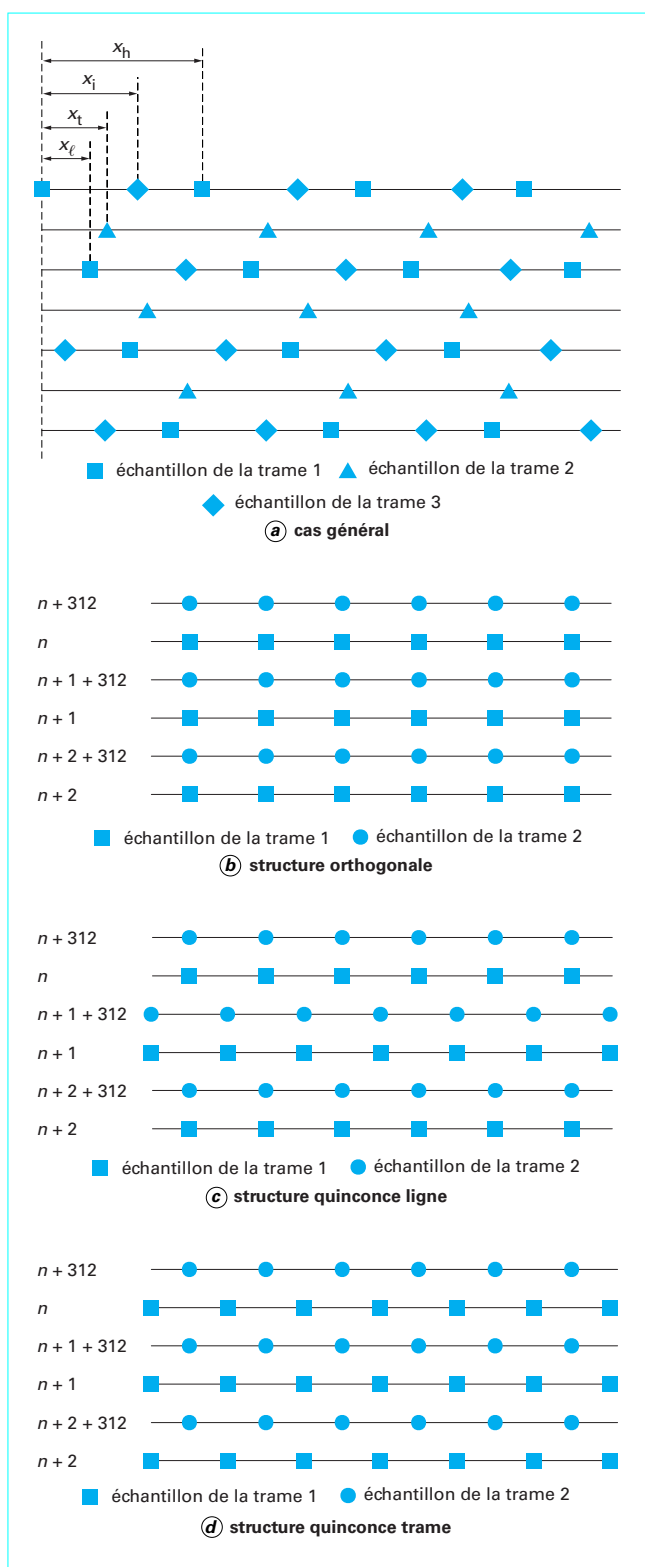 x_h
x_i
x_t
x_ℓ
échantillon de la trame 1 échantillon de la trame 2
échantillon de la trame 3
a cas général
n + 312
n
n + 1 + 312
n + 1
n + 2 + 312
n + 2
échantillon de la trame 1 échantillon de la trame 2
b structure orthogonale
n + 312
n
n + 1 + 312
n + 1
n + 2 + 312
n + 2
échantillon de la trame 1 échantillon de la trame 2
c structure quinconce ligne
n + 312
n
n + 1 + 312
n + 1
n + 2 + 312
n + 2
échantillon de la trame 1 échantillon de la trame 2
d structure quinconce trame